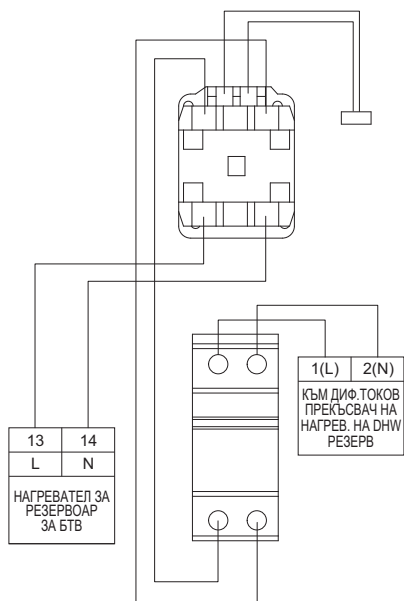 1(L) 2(N)
КЪМ ДИФ.ТОКОВ
ПРЕКЪСВАЧ НА
НАГРЕВ. НА DHW
РЕЗЕРВ
13 14
L N
НАГРЕВАТЕЛ ЗА
РЕЗЕРВОАР
ЗА БТВ